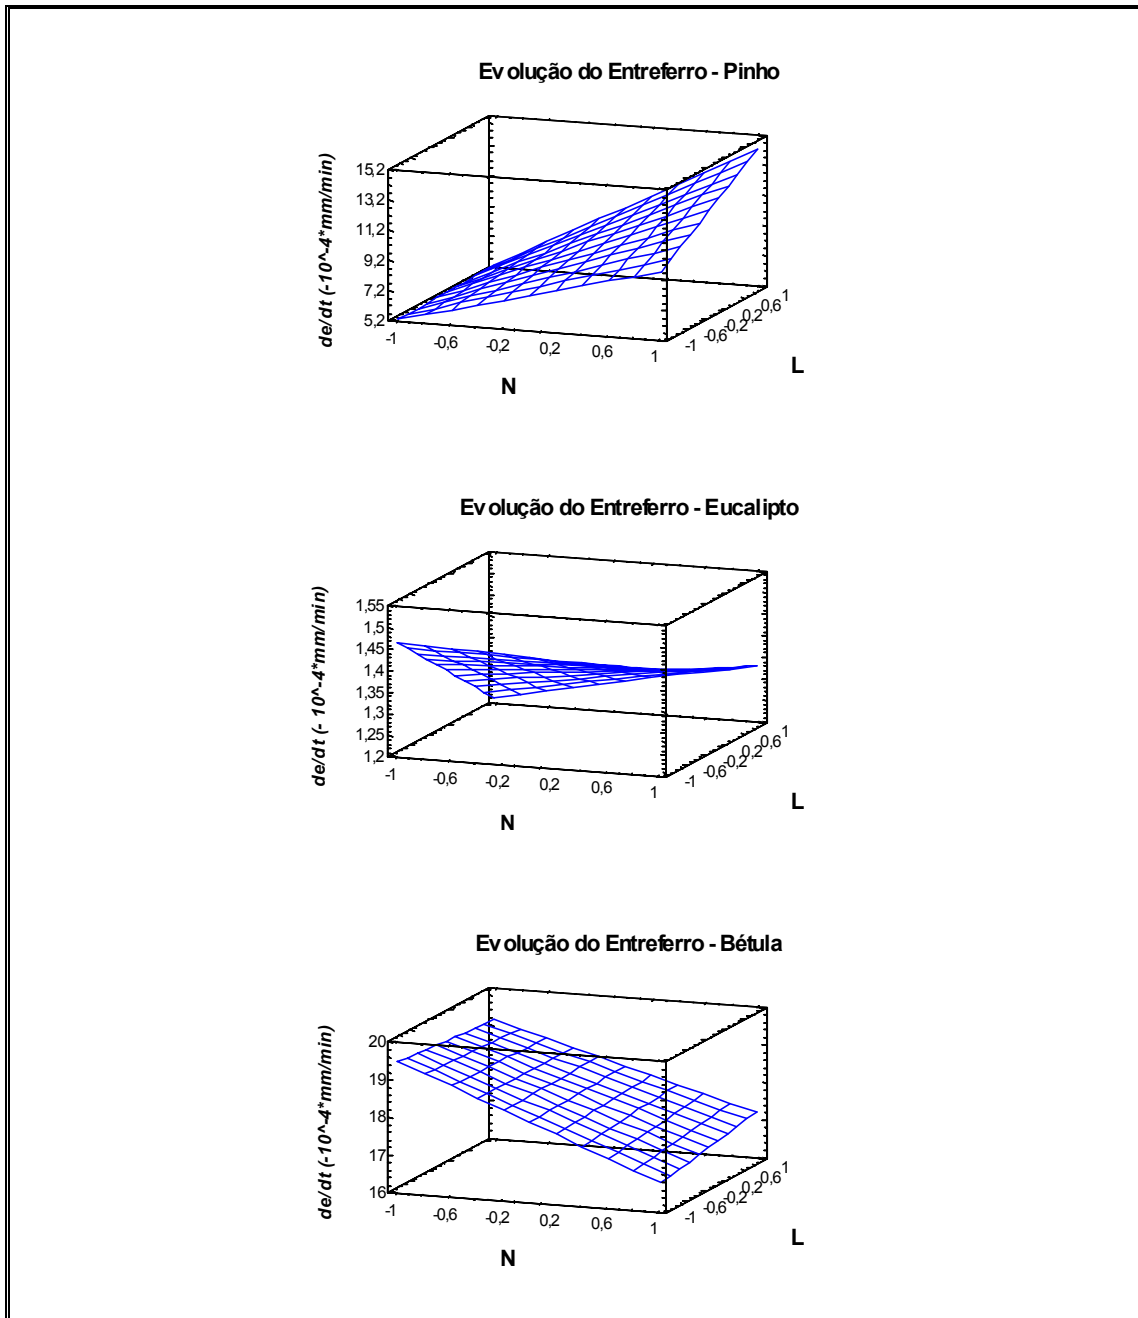 Evolução do Entreferro - Pinho
de/dt (-10^-4*mm/min)
15,2
13,2
11,2
9,2
7,2
5,2
-1 -0,6 -0,2 0,2 0,6 1
N
-1 -0,6 -0,2 0,2 0,6 1
L
Evolução do Entreferro - Eucalipto
de/dt (- 10^-4*mm/min)
1,55
1,5
1,45
1,4
1,35
1,3
1,25
1,2
-1 -0,6 -0,2 0,2 0,6 1
N
-1 -0,6 -0,2 0,2 0,6 1
L
Evolução do Entreferro - Bétula
de/dt (-10^-4*mm/min)
20
19
18
17
16
-1 -0,6 -0,2 0,2 0,6 1
N
-1 -0,6 -0,2 0,2 0,6 1
L